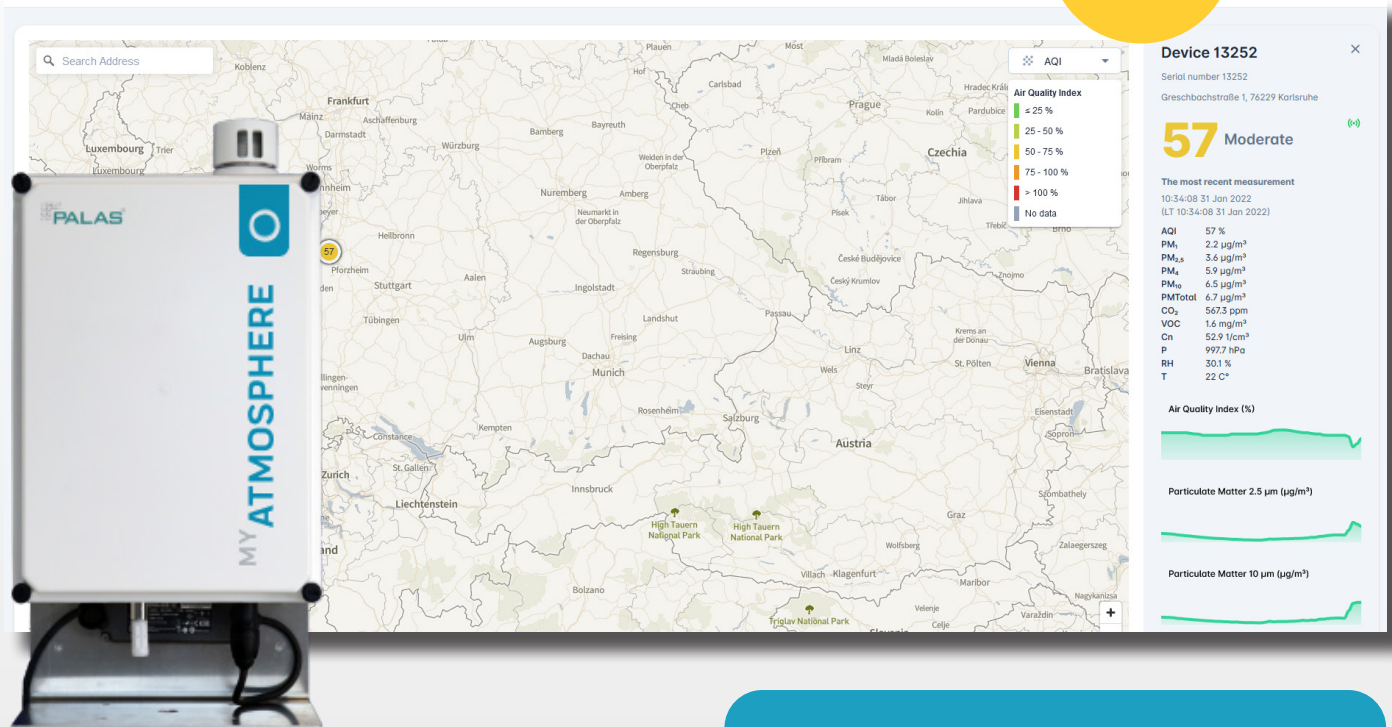 Search Address
AQI
Air Quality Index
≤ 25 %
25 - 50 %
50 - 75 %
75 - 100 %
> 100 %
No data
PALAS®
MY ATMOSPHERE
57
Koblenz
Frankfurt
Mainz
Aschaffenburg
Darmstadt
Luxembourg
Trier
Luxembourg
Worms
Würzburg
Bamberg
Bayreuth
Plauen
Hof
Cheb
Carlsbad
Most
Mladá Boleslav
Prague
Kolín
Pardubice
Plzeň
Příbram
Czechia
Weiden in der
Oberpfalz
Nuremberg
Amberg
Neumarkt in
der Oberpfalz
Tábor
Jihlava
Písek
Třebíč
Brno
Heilbronn
Regensburg
Straubing
České Budějovice
Český Krumlov
Znojmo
Pforzheim
Stuttgart
Aalen
Ingolstadt
Passau
Landshut
Tübingen
Ulm
Augsburg
Freising
Dachau
Munich
Linz
Wels
Steyr
Krems an
der Donau
St. Pölten
Vienna
Bratislava
Rosenheim
Salzburg
Kempten
Eisenstadt
Sopron
Constance
Austria
St. Gallen
Zurich
Liechtenstein
Innsbruck
Szombathely
Graz
High Tauern
National Park
High Tauern
National Park
Wolfsberg
Zalaegerszeg
Villach
Klagenfurt
Maribor
Bolzano
Nagykanizsa
Triglav National Park
Velenje
Celje
Varaždin
+
Device 13252
Serial number 13252
Greschbachstraße 1, 76229 Karlsruhe
57 Moderate
The most recent measurement
10:34:08 31 Jan 2022
(LT 10:34:08 31 Jan 2022)
AQI 57 %
PM₁ 2.2 µg/m³
PM₂,₅ 3.6 µg/m³
PM₄ 5.9 µg/m³
PM₁₀ 6.5 µg/m³
PMTotal 6.7 µg/m³
CO₂ 567.3 ppm
VOC 1.6 mg/m³
Cn 52.9 1/cm³
P 997.7 hPa
RH 30.1 %
T 22 C°
Air Quality Index (%)
Particulate Matter 2.5 µm (µg/m³)
Particulate Matter 10 µm (µg/m³)